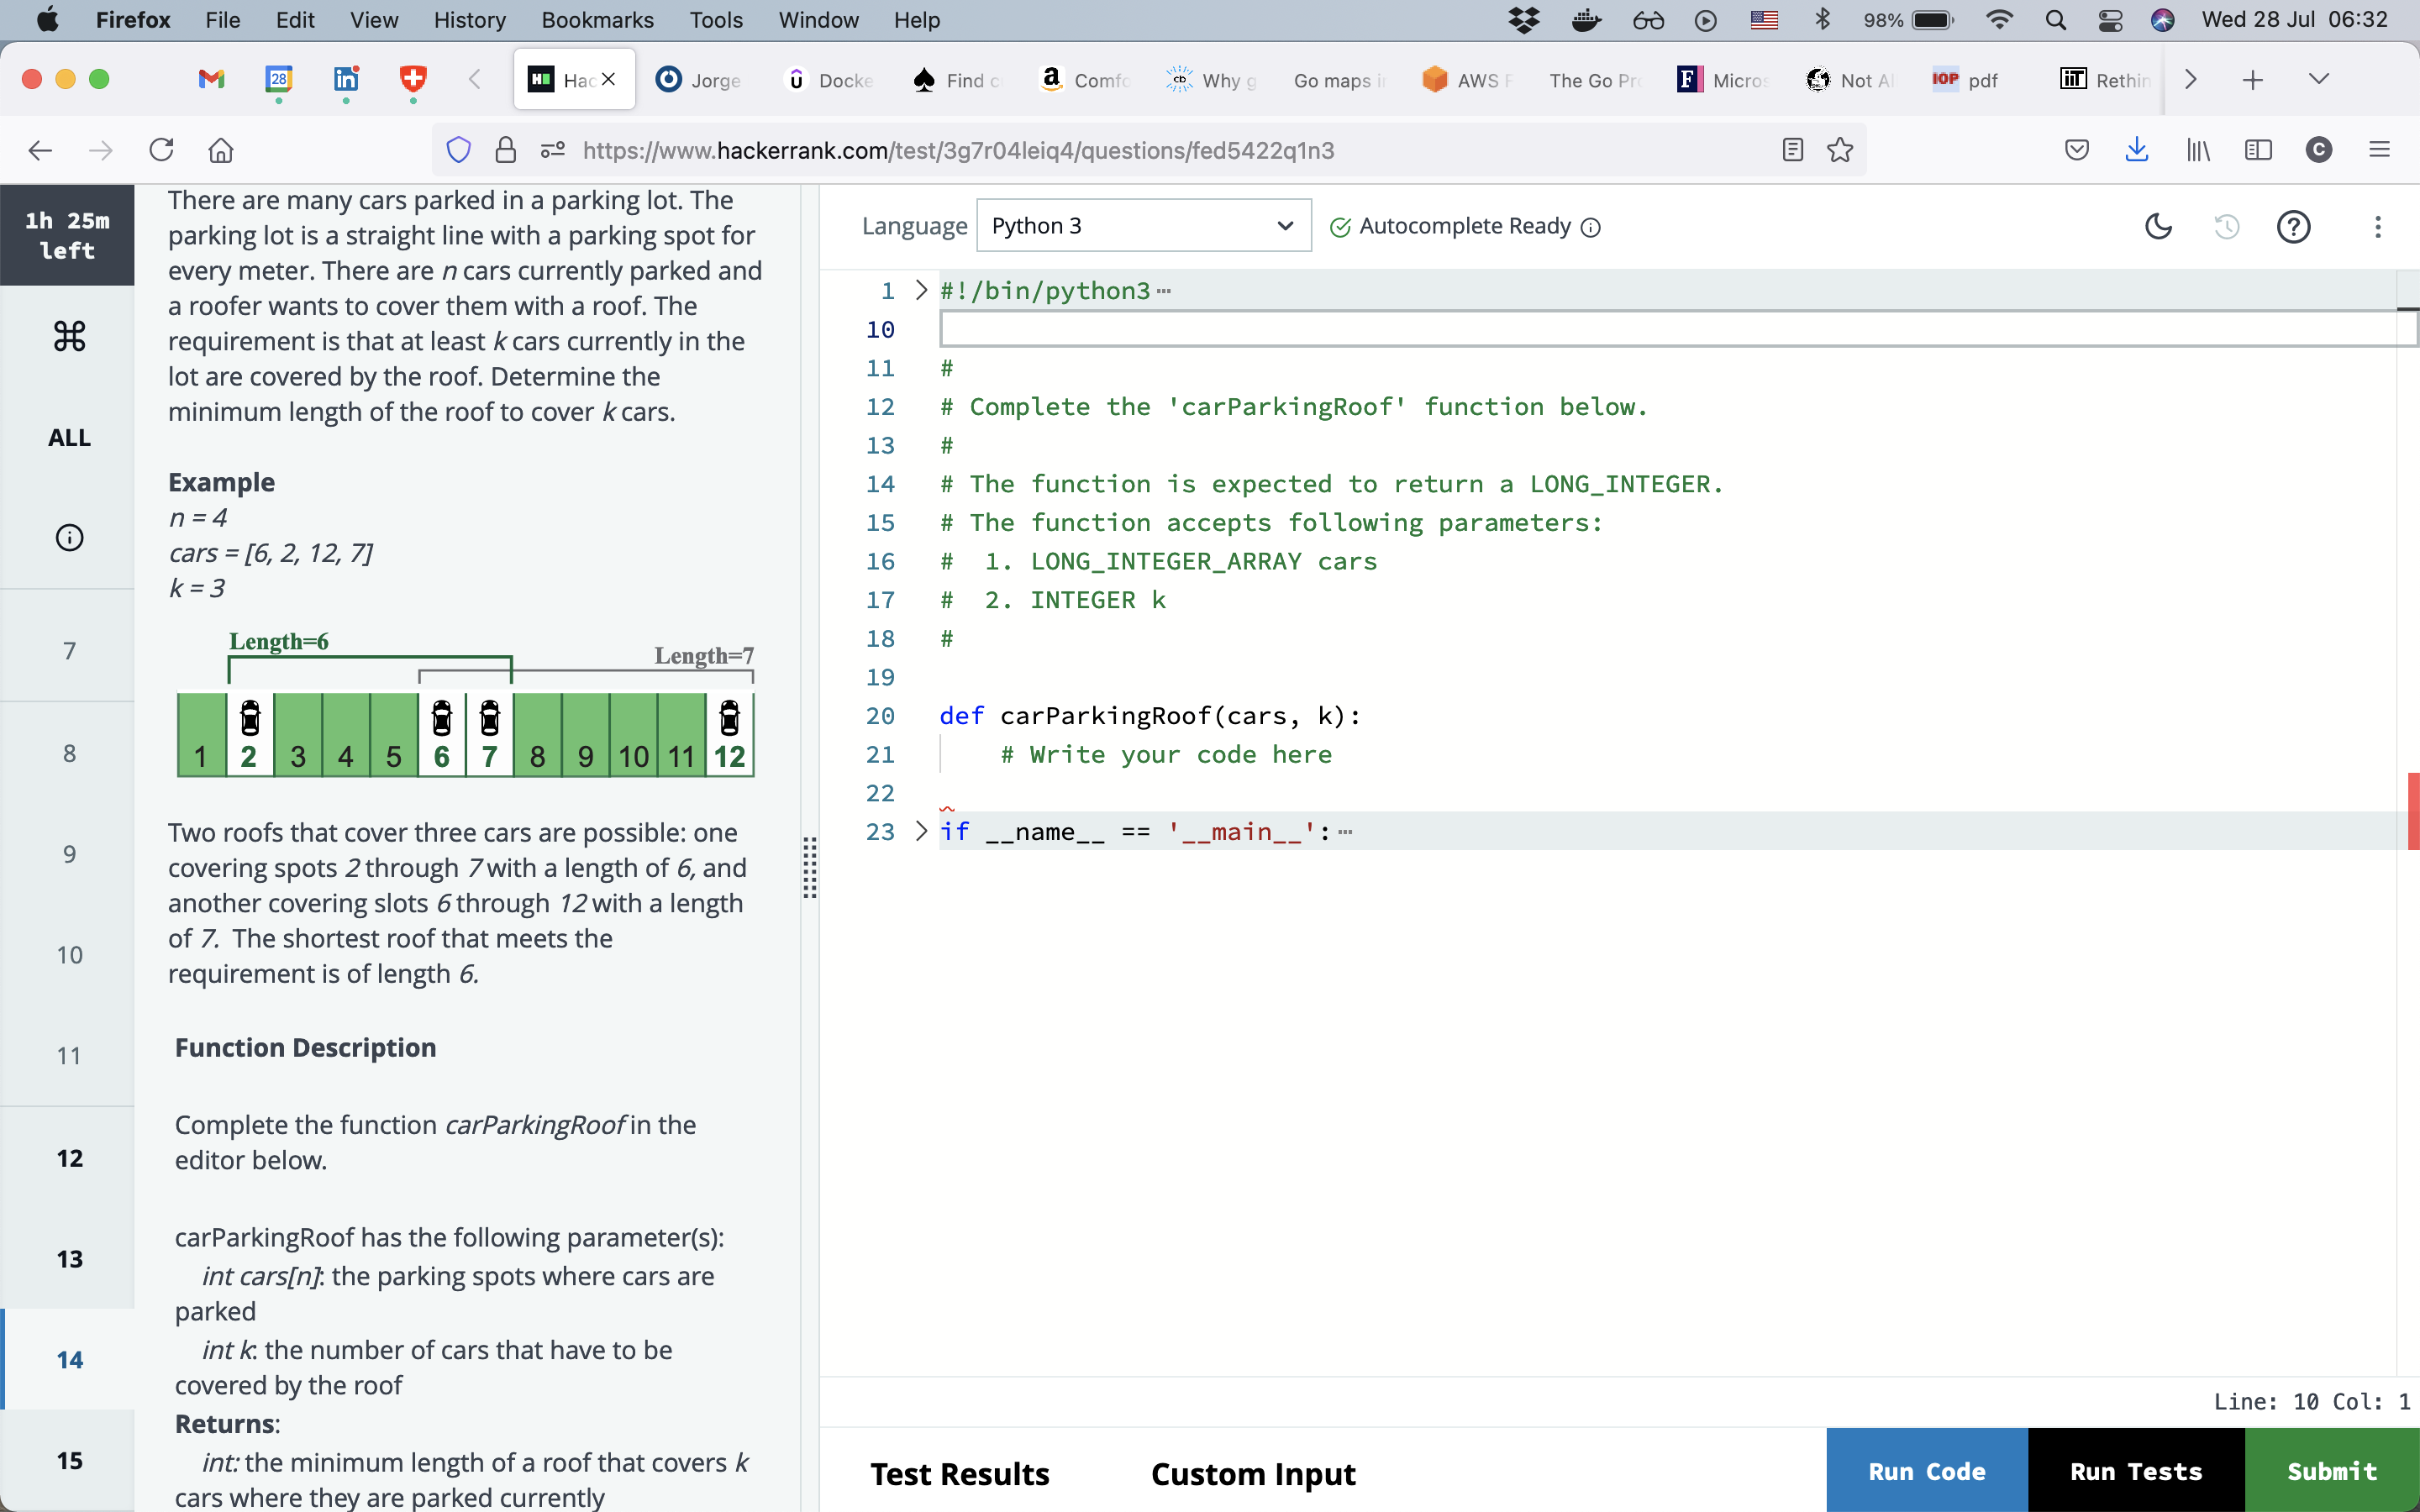 Firefox File Edit View History Bookmarks Tools Window Help 98% Wed 28 Jul 06:32
28 in Hac Jorge Docke Find c a Comfo cb Why g Go maps i AWS F The Go Pro F Micros Not Al IOP pdf iiT Rethin
https://www.hackerrank.com/test/3g7r04leiq4/questions/fed5422q1n3 C
1h 25m
left
ALL
7
8
9
10
11
12
13
14
15
There are many cars parked in a parking lot. The
parking lot is a straight line with a parking spot for
every meter. There are n cars currently parked and
a roofer wants to cover them with a roof. The
requirement is that at least k cars currently in the
lot are covered by the roof. Determine the
minimum length of the roof to cover k cars.
Example
n = 4
cars = [6, 2, 12, 7]
k = 3
Length=6
Length=7
1 2 3 4 5 6 7 8 9 10 11 12
Two roofs that cover three cars are possible: one
covering spots 2 through 7 with a length of 6, and
another covering slots 6 through 12 with a length
of 7. The shortest roof that meets the
requirement is of length 6.
Function Description
Complete the function carParkingRoof in the
editor below.
carParkingRoof has the following parameter(s):
int cars[n]: the parking spots where cars are
parked
int k: the number of cars that have to be
covered by the roof
Returns:
int: the minimum length of a roof that covers k
cars where they are parked currently
Language Python 3 Autocomplete Ready
1 #!/bin/python3
10
11 #
12 # Complete the 'carParkingRoof' function below.
13 #
14 # The function is expected to return a LONG_INTEGER.
15 # The function accepts following parameters:
16 #  1. LONG_INTEGER_ARRAY cars
17 #  2. INTEGER k
18 #
19
20 def carParkingRoof(cars, k):
21     # Write your code here
22
23 if __name__ == '__main__':
Line: 10 Col: 1
Test Results Custom Input Run Code Run Tests Submit